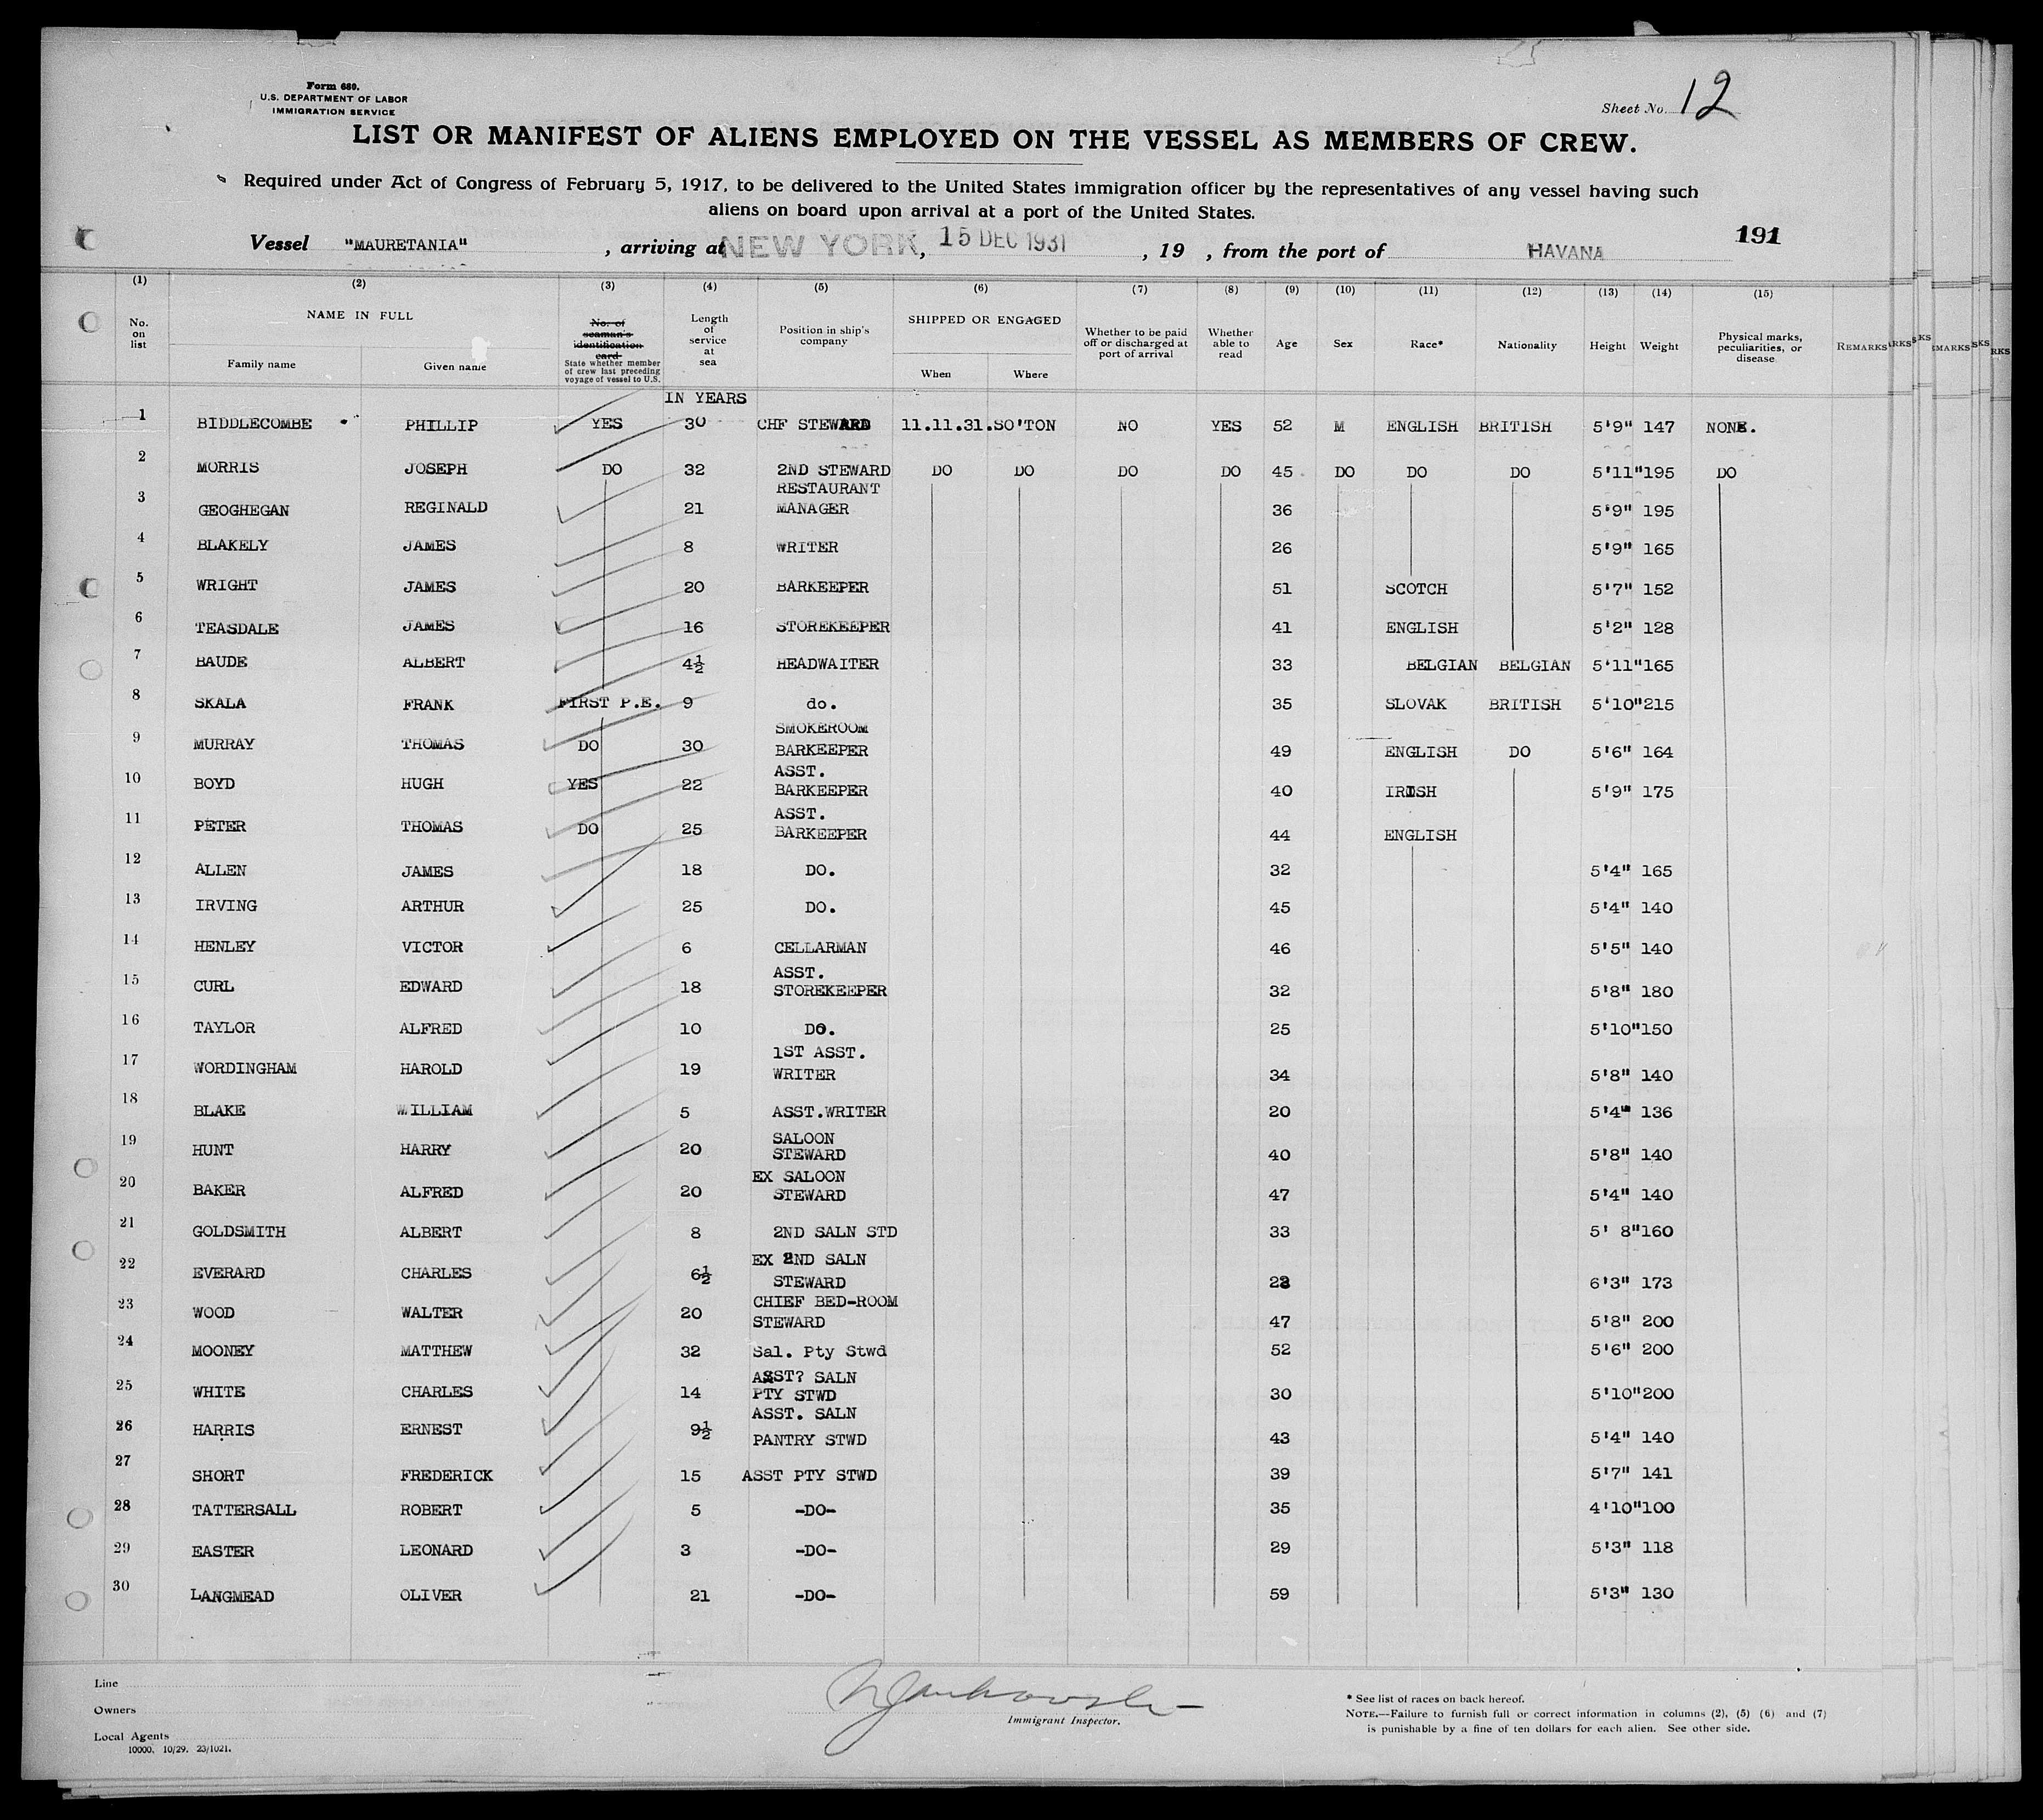 Form 680.
U.S. DEPARTMENT OF LABOR
IMMIGRATION SERVICE
Sheet No. 12
LIST OR MANIFEST OF ALIENS EMPLOYED ON THE VESSEL AS MEMBERS OF CREW.
Required under Act of Congress of February 5, 1917, to be delivered to the United States immigration officer by the representatives of any vessel having such
aliens on board upon arrival at a port of the United States.
Vessel "MAURETANIA", arriving at NEW YORK, 15 DEC 1931, 19 , from the port of HAVANA 191
(1) (2) (3) (4) (5) (6) (7) (8) (9) (10) (11) (12) (13) (14) (15)
No. on list
NAME IN FULL
Family name Given name
No. of seaman's identification card
State whether member of crew last preceding voyage of vessel to U.S.
Length of service at sea
Position in ship's company
SHIPPED OR ENGAGED
When Where
Whether to be paid off or discharged at port of arrival
Whether able to read
Age Sex Race* Nationality Height Weight
Physical marks, peculiarities, or disease
REMARKS
IN YEARS
1 BIDDLECOMBE PHILLIP YES 30 CHF STEWARD 11.11.31. SO'TON NO YES 52 M ENGLISH BRITISH 5'9" 147 NONE.
2 MORRIS JOSEPH DO 32 2ND STEWARD DO DO DO DO 45 DO DO DO 5'11" 195 DO
3 GEOGHEGAN REGINALD 21 RESTAURANT MANAGER 36 5'9" 195
4 BLAKELY JAMES 8 WRITER 26 5'9" 165
5 WRIGHT JAMES 20 BARKEEPER 51 SCOTCH 5'7" 152
6 TEASDALE JAMES 16 STOREKEEPER 41 ENGLISH 5'2" 128
7 BAUDE ALBERT 4½ HEADWAITER 33 BELGIAN BELGIAN 5'11" 165
8 SKALA FRANK FIRST P.E. 9 do. 35 SLOVAK BRITISH 5'10" 215
9 MURRAY THOMAS DO 30 SMOKEROOM BARKEEPER 49 ENGLISH DO 5'6" 164
10 BOYD HUGH YES 22 ASST. BARKEEPER 40 IRISH 5'9" 175
11 PETER THOMAS DO 25 ASST. BARKEEPER 44 ENGLISH
12 ALLEN JAMES 18 DO. 32 5'4" 165
13 IRVING ARTHUR 25 DO. 45 5'4" 140
14 HENLEY VICTOR 6 CELLARMAN 46 5'5" 140
15 CURL EDWARD 18 ASST. STOREKEEPER 32 5'8" 180
16 TAYLOR ALFRED 10 DO. 25 5'10" 150
17 WORDINGHAM HAROLD 19 1ST ASST. WRITER 34 5'8" 140
18 BLAKE WILLIAM 5 ASST.WRITER 20 5'4" 136
19 HUNT HARRY 20 SALOON STEWARD 40 5'8" 140
20 BAKER ALFRED 20 EX SALOON STEWARD 47 5'4" 140
21 GOLDSMITH ALBERT 8 2ND SALN STD 33 5' 8" 160
22 EVERARD CHARLES 6½ EX 2ND SALN STEWARD 6'3" 173
23 WOOD WALTER 20 CHIEF BED-ROOM STEWARD 47 5'8" 200
24 MOONEY MATTHEW 32 Sal. Pty Stwd 52 5'6" 200
25 WHITE CHARLES 14 ASST? SALN PTY STWD 30 5'10" 200
26 HARRIS ERNEST 9½ ASST. SALN PANTRY STWD 43 5'4" 140
27 SHORT FREDERICK 15 ASST PTY STWD 39 5'7" 141
28 TATTERSALL ROBERT 5 -DO- 35 4'10" 100
29 EASTER LEONARD 3 -DO- 29 5'3" 118
30 LANGMEAD OLIVER 21 -DO- 59 5'3" 130
Line
Owners
Local Agents
10000. 10/29. 23/1021.
Immigrant Inspector.
* See list of races on back hereof.
NOTE.—Failure to furnish full or correct information in columns (2), (5) (6) and (7)
is punishable by a fine of ten dollars for each alien. See other side.